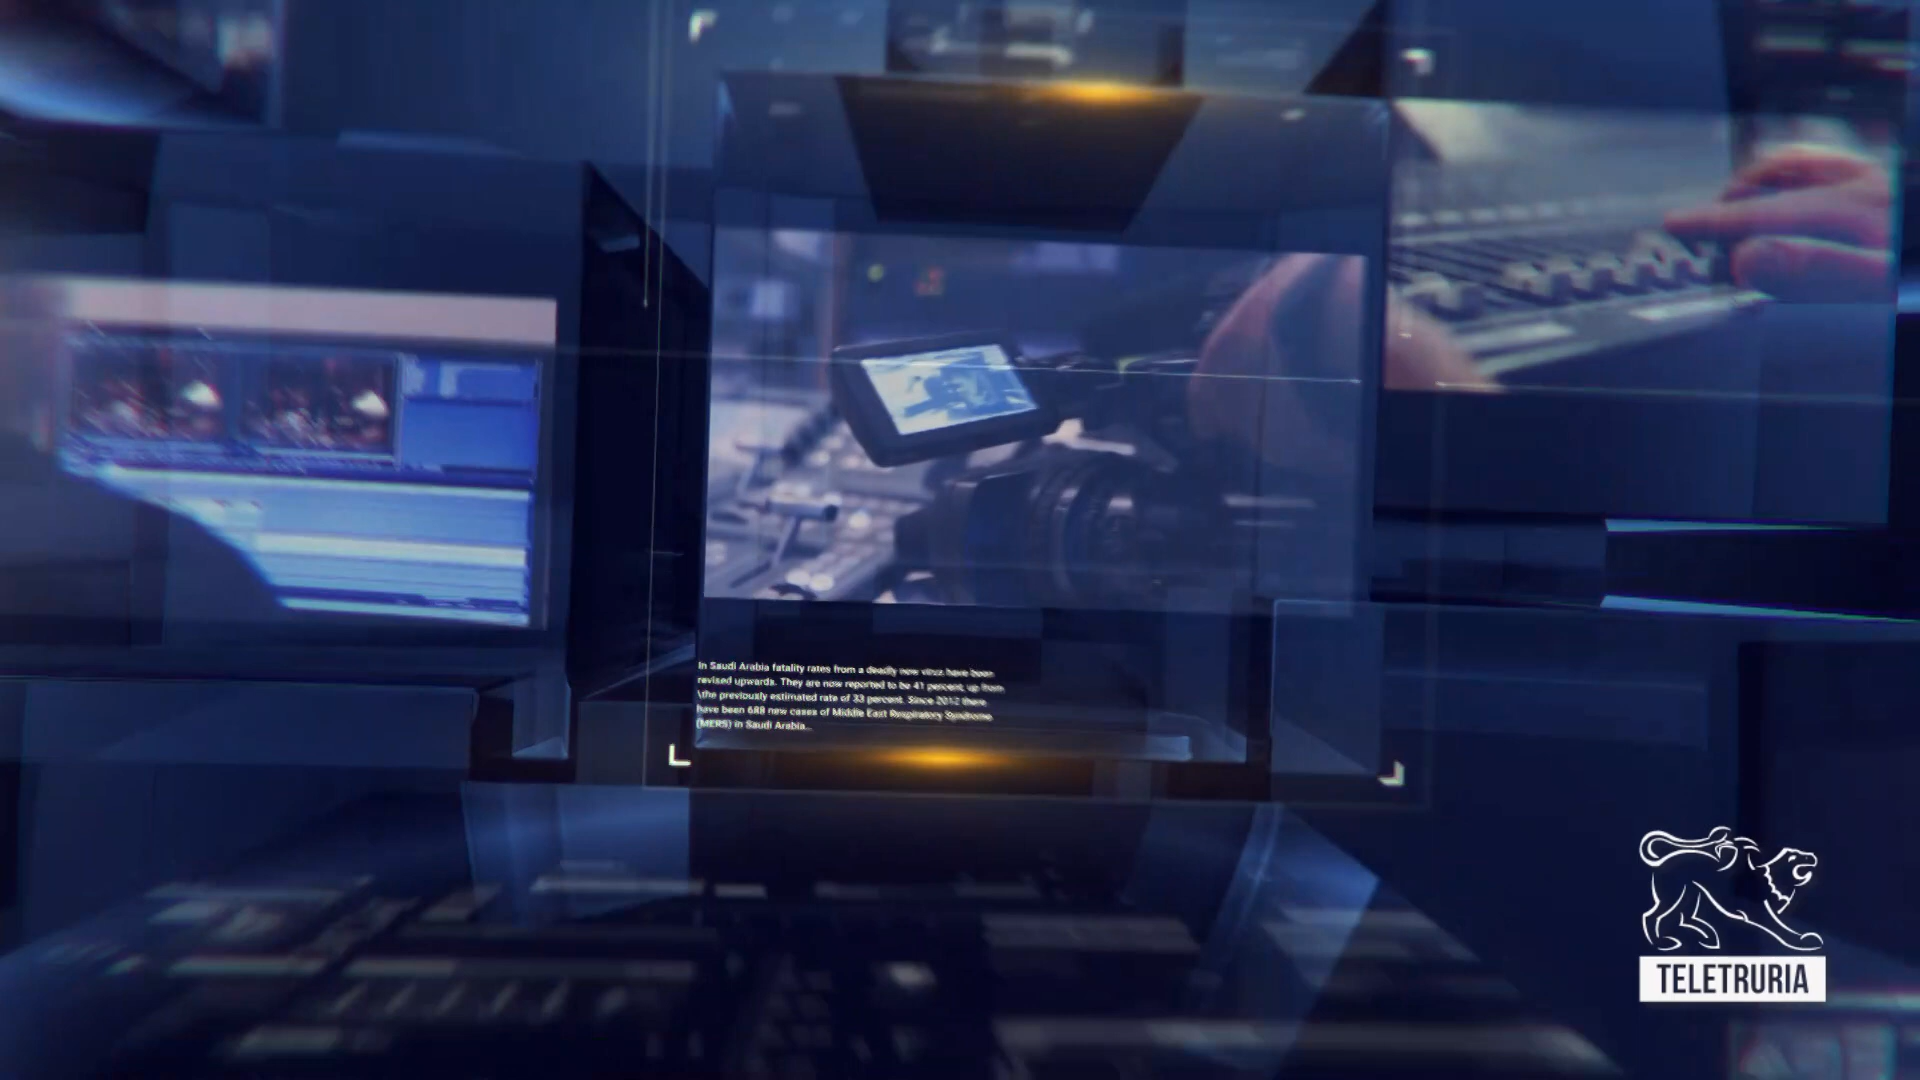 In Saudi Arabia fatality rates from a deadly new virus have been
revised upwards. They are now reported to be 41 percent, up from
\the previously estimated rate of 33 percent. Since 2012 there
have been 688 new cases of Middle East Respiratory Syndrome
(MERS) in Saudi Arabia...
TELETRURIA